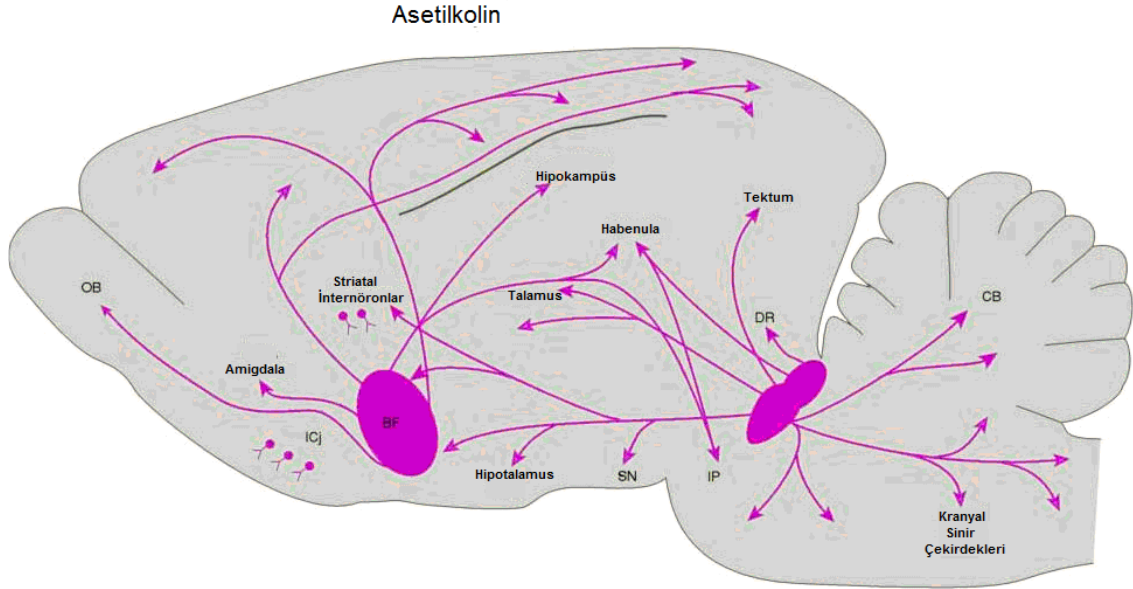 Asetilkolin
Hipokampüs
Tektum
Habenula
OB
Striatal
İnternöronlar
Talamus
CB
DR
Amigdala
BF
ICj
Hipotalamus
SN
IP
Kranyal
Sinir
Çekirdekleri